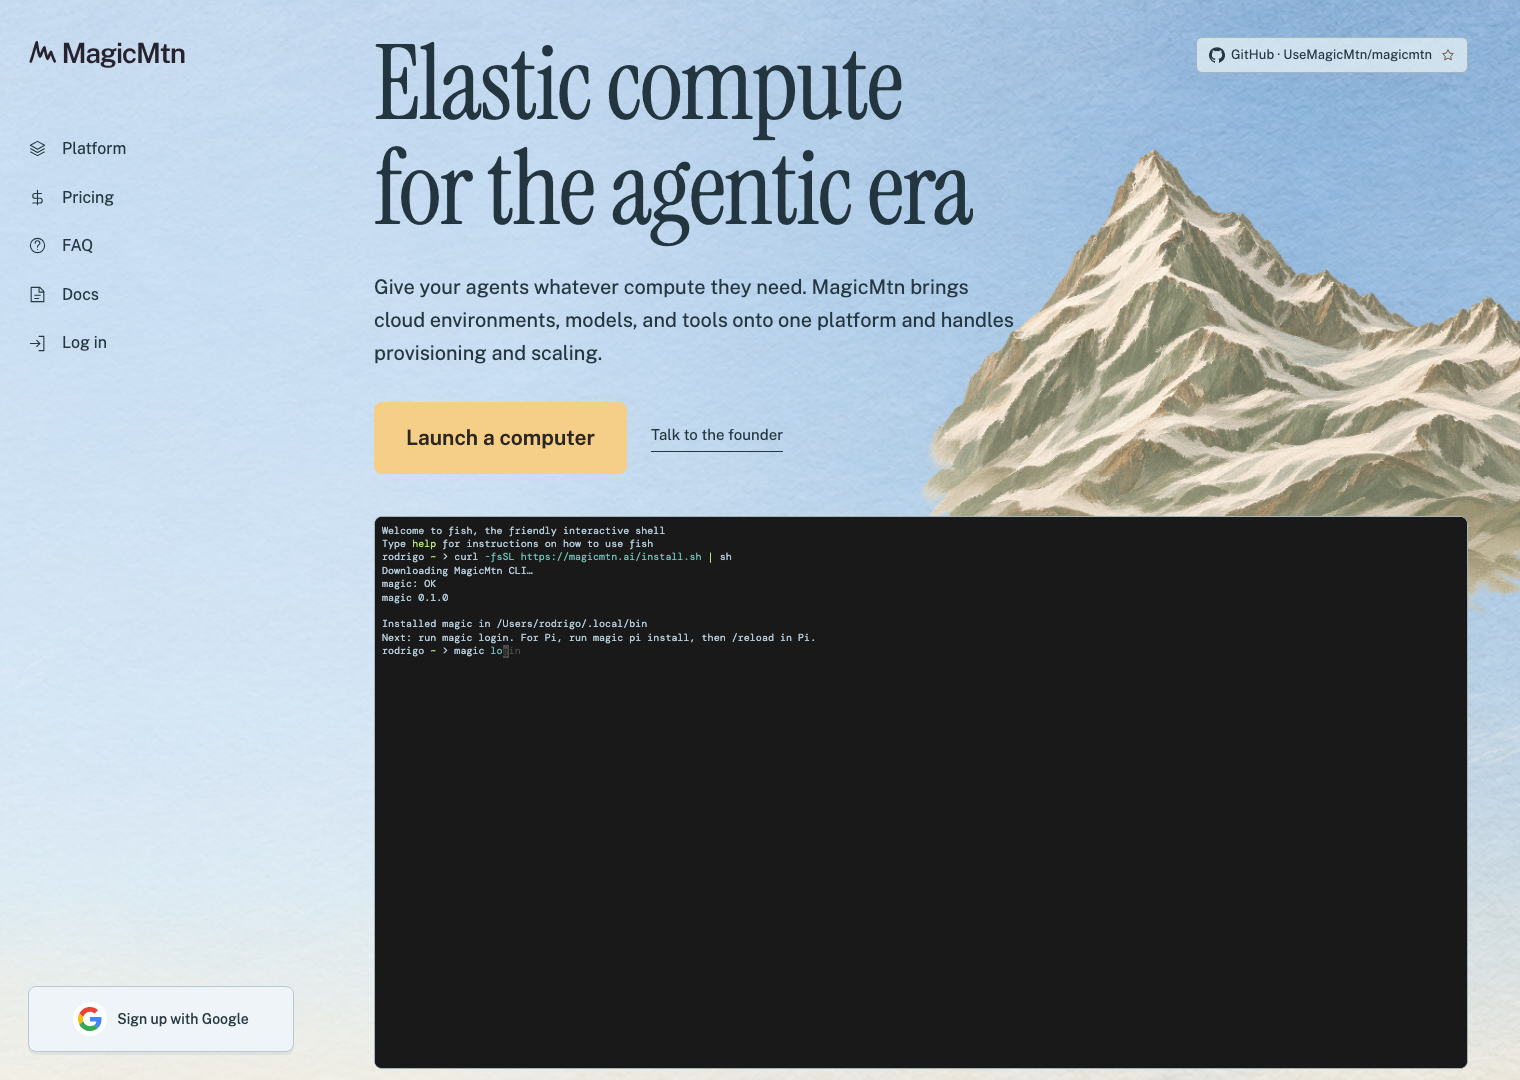 MagicMtn
Platform
Pricing
FAQ
Docs
Log in
Sign up with Google
Elastic compute
for the agentic era
GitHub · UseMagicMtn/magicmtn
Give your agents whatever compute they need. MagicMtn brings
cloud environments, models, and tools onto one platform and handles
provisioning and scaling.
Launch a computer
Talk to the founder
Welcome to fish, the friendly interactive shell
Type help for instructions on how to use fish
rodrigo ~ > curl -fsSL https://magicmtn.ai/install.sh | sh
Downloading MagicMtn CLI…
magic: OK
magic 0.1.0
Installed magic in /Users/rodrigo/.local/bin
Next: run magic login. For Pi, run magic pi install, then /reload in Pi.
rodrigo ~ > magic login